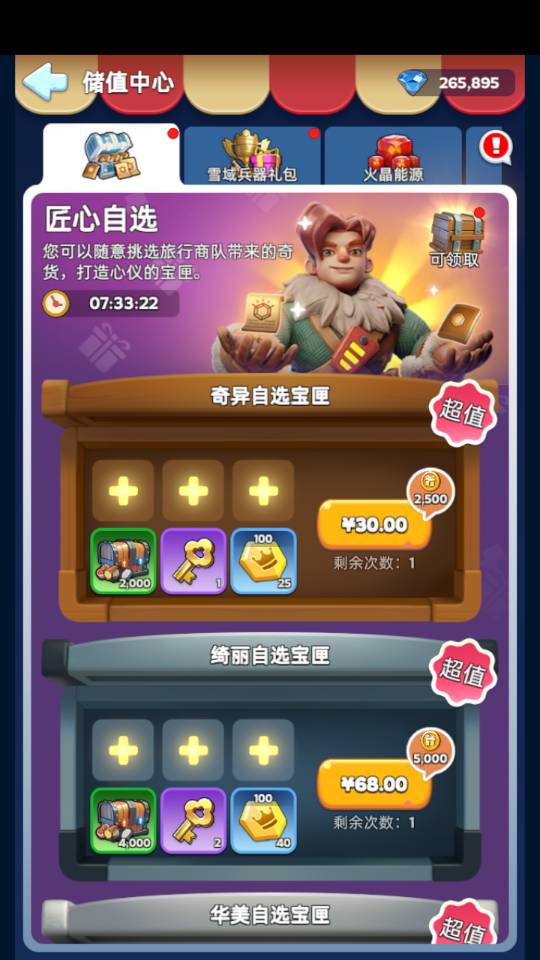 储值中心
265,895
雪域兵器礼包
火晶能源
匠心自选
您可以随意挑选旅行商队带来的奇
货，打造心仪的宝匣。
可领取
07:33:22
奇异自选宝匣
超值
2,500
¥30.00
100
2,000
1
25
剩余次数：1
绮丽自选宝匣
超值
5,000
¥68.00
100
4,000
2
40
剩余次数：1
华美自选宝匣
超值